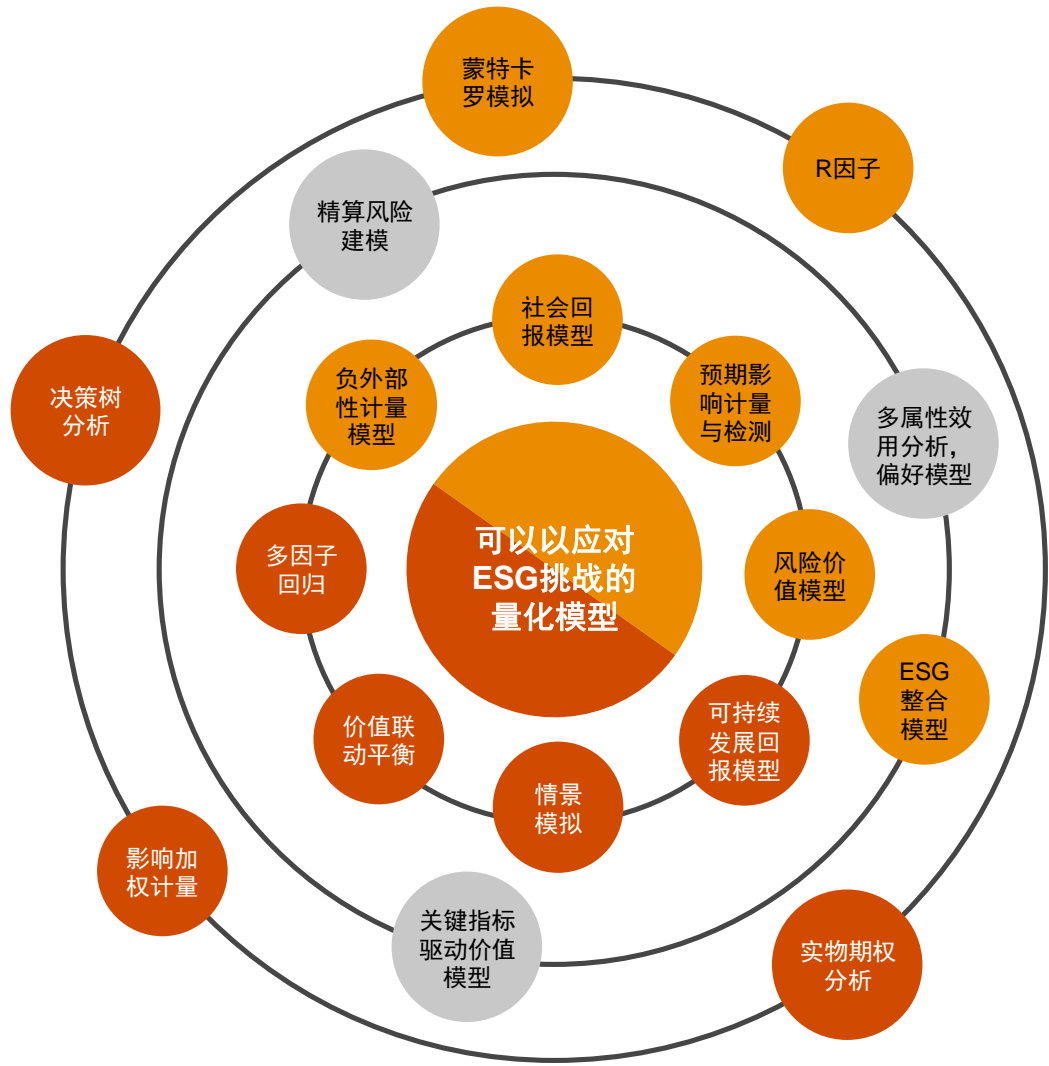 蒙特卡
罗模拟
R因子
精算风险
建模
社会回
报模型
负外部
性计量
模型
预期影
响计量
与检测
决策树
分析
多属性效
用分析，
偏好模型
可以以应对
ESG挑战的
量化模型
多因子
回归
风险价
值模型
ESG
整合
模型
价值联
动平衡
可持续
发展回
报模型
情景
模拟
影响加
权计量
关键指标
驱动价值
模型
实物期权
分析